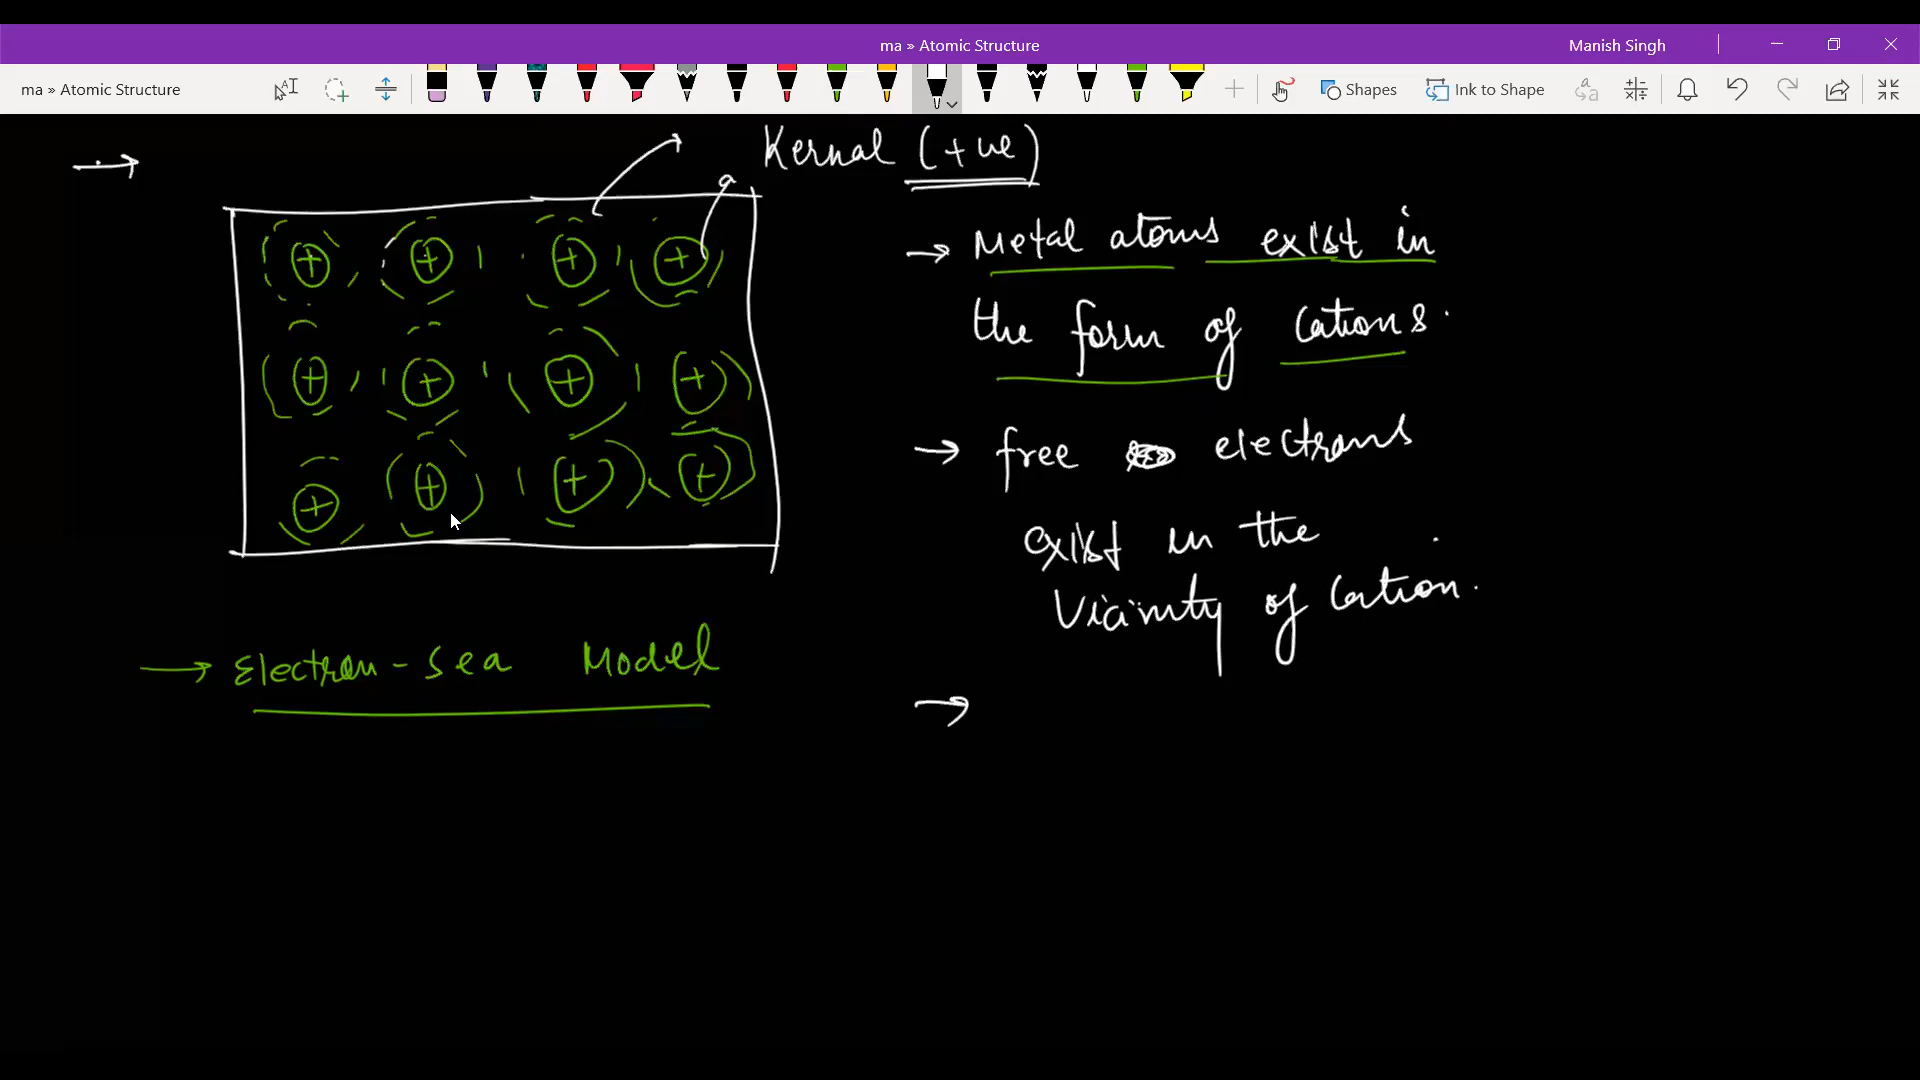 ma » Atomic Structure
Manish Singh
ma » Atomic Structure
Shapes
Ink to Shape
Kernal (+ve)
→ Metal atoms exist in
the form of cations.
→ free electrons
exist in the
vicinity of cation.
→ Electron-Sea Model